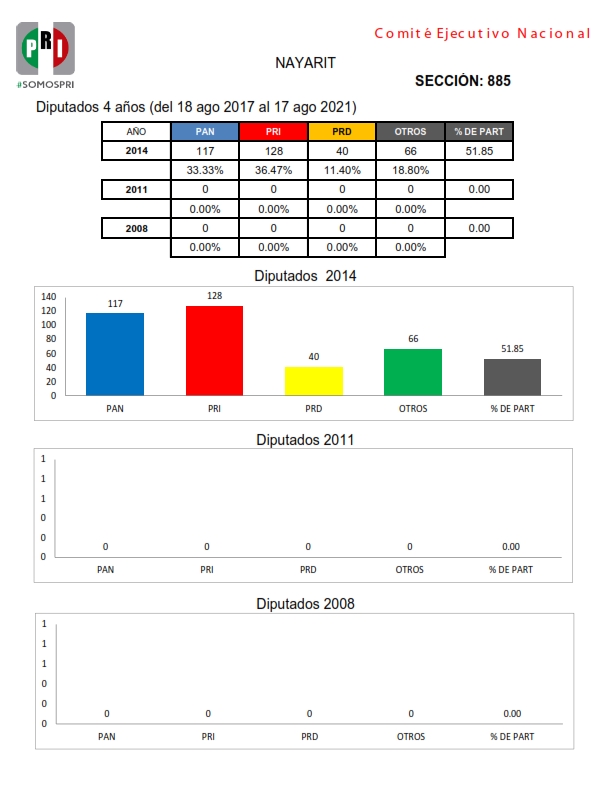 Comité Ejecutivo Nacional
PRI
#SOMOSPRI
NAYARIT
SECCIÓN: 885
Diputados 4 años (del 18 ago 2017 al 17 ago 2021)
AÑO PAN PRI PRD OTROS % DE PART
2014 117 128 40 66 51.85
33.33% 36.47% 11.40% 18.80%
2011 0 0 0 0 0.00
0.00% 0.00% 0.00% 0.00%
2008 0 0 0 0 0.00
0.00% 0.00% 0.00% 0.00%
Diputados 2014
140
120
100
80
60
40
20
0
117 128 40 66 51.85
PAN PRI PRD OTROS % DE PART
Diputados 2011
1
1
1
0
0
0
0 0 0 0 0.00
PAN PRI PRD OTROS % DE PART
Diputados 2008
1
1
1
0
0
0
0 0 0 0 0.00
PAN PRI PRD OTROS % DE PART